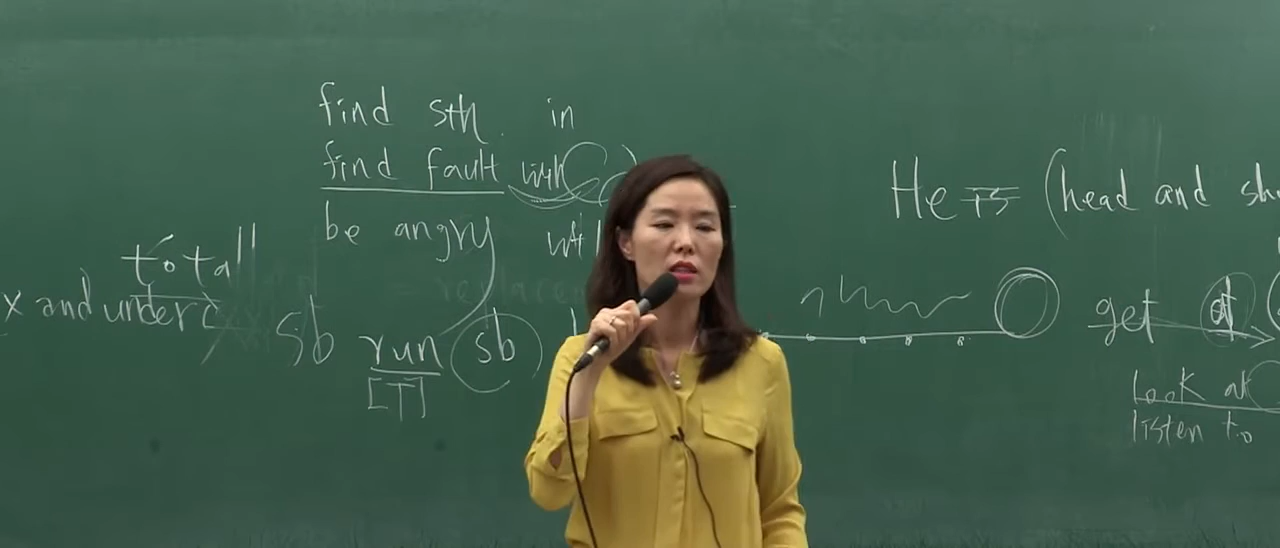 find sth. in
find fault with
be angry with
total
x and under
sb run sb
[T]
He is (head and sh
get at
look at
listen to